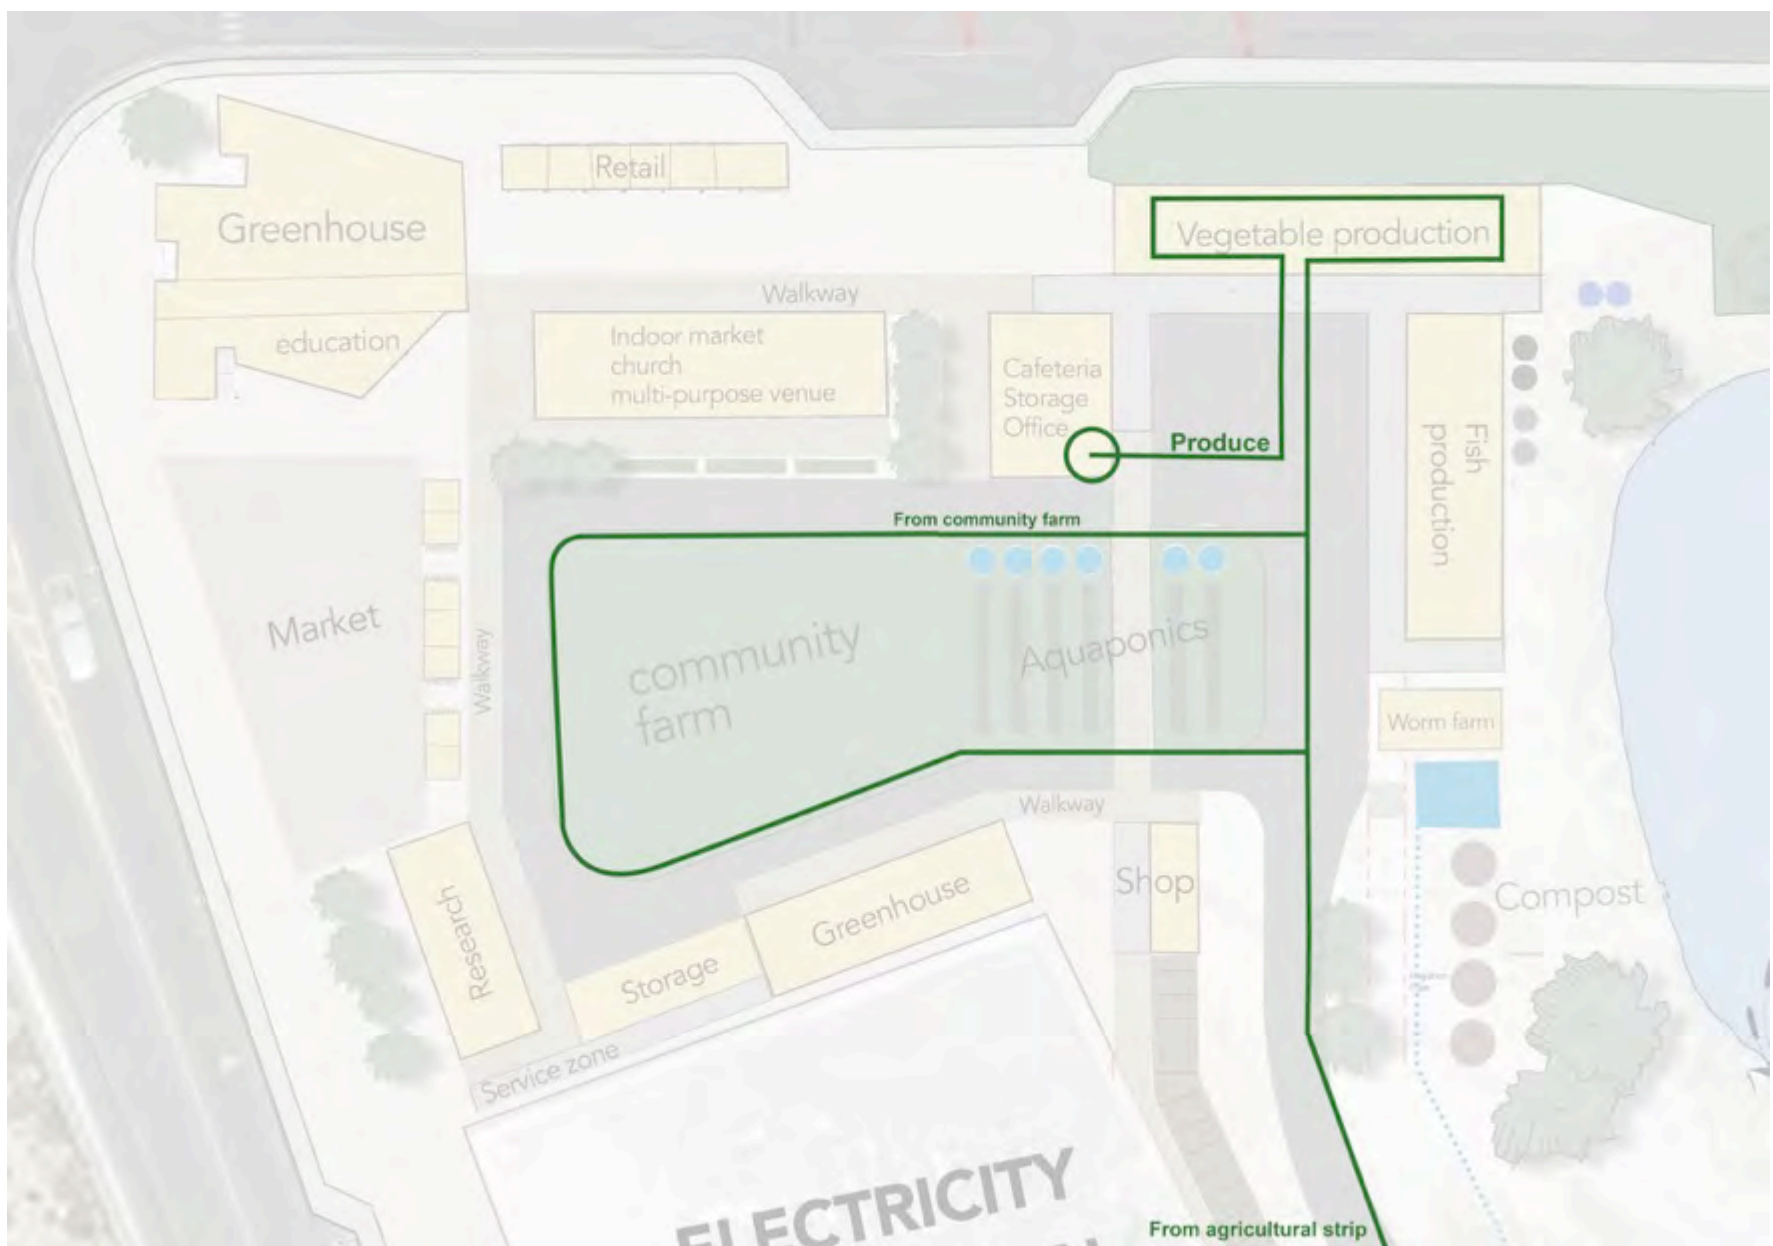 Retail
Greenhouse
Vegetable production
Walkway
education
Indoor market
church
multi-purpose venue
Cafeteria
Storage
Office
Produce
Fish
production
From community farm
Market
Walkway
community
farm
Aquaponics
Worm farm
Walkway
Shop
Compost
Research
Greenhouse
Storage
Service zone
ELECTRICITY
From agricultural strip